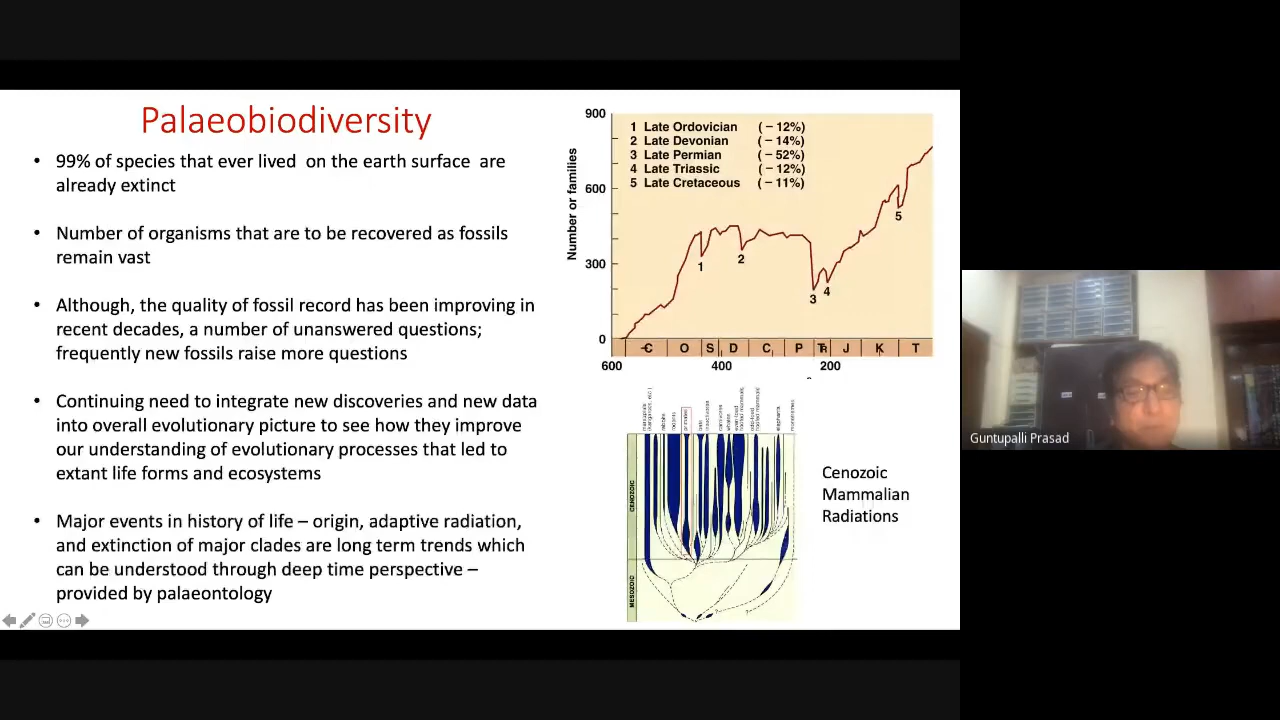 Palaeobiodiversity
• 99% of species that ever lived on the earth surface are
already extinct
• Number of organisms that are to be recovered as fossils
remain vast
• Although, the quality of fossil record has been improving in
recent decades, a number of unanswered questions;
frequently new fossils raise more questions
• Continuing need to integrate new discoveries and new data
into overall evolutionary picture to see how they improve
our understanding of evolutionary processes that led to
extant life forms and ecosystems
• Major events in history of life – origin, adaptive radiation,
and extinction of major clades are long term trends which
can be understood through deep time perspective –
provided by palaeontology
Number or families
900
600
300
0
1 Late Ordovician (−12%)
2 Late Devonian (−14%)
3 Late Permian (−52%)
4 Late Triassic (−12%)
5 Late Cretaceous (−11%)
1
2
3
4
5
Є O S D C P Ƭ J K T
600 400 200
primates
elephants
CENOZOIC
MESOZOIC
Cenozoic
Mammalian
Radiations
Guntupalli Prasad